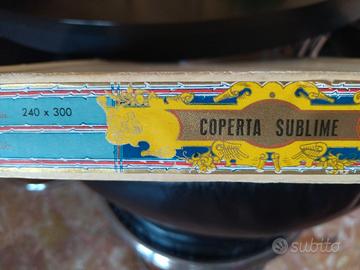 240 x 300
COPERTA SUBLIME
subito